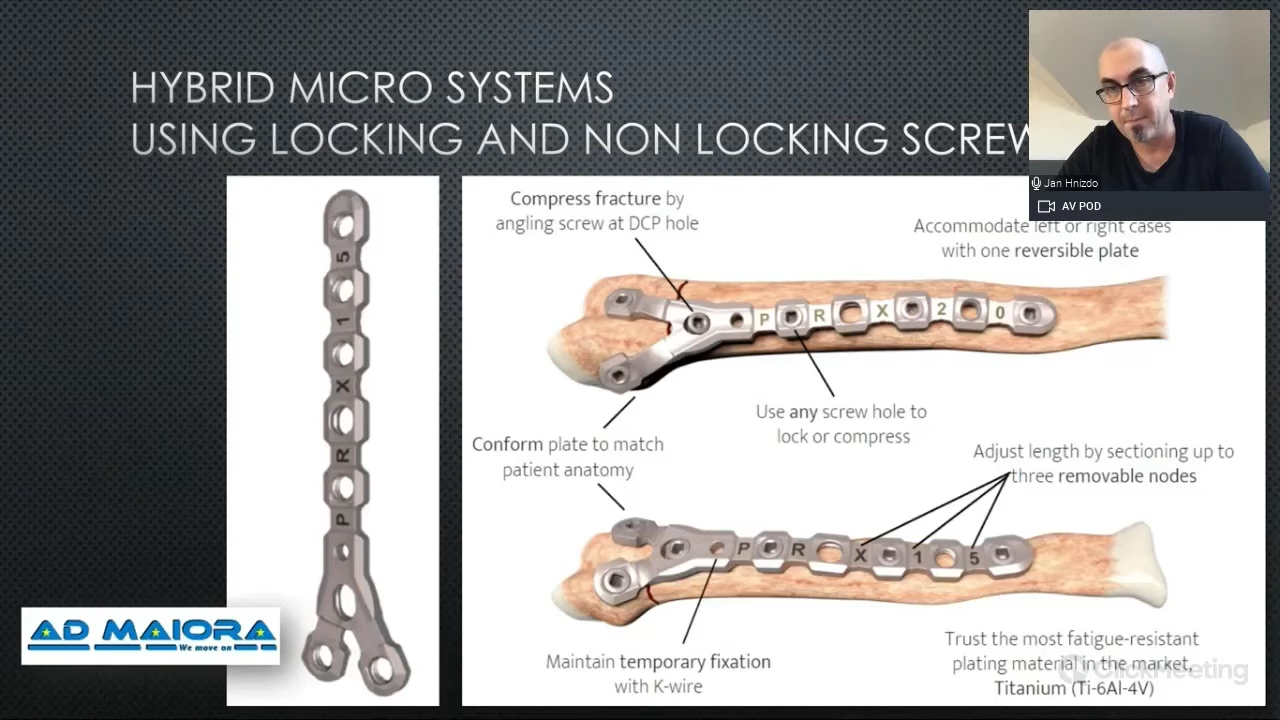 HYBRID MICRO SYSTEMS
USING LOCKING AND NON LOCKING SCREW
Jan Hnizdo
AV POD
Compress fracture by
angling screw at DCP hole
Accommodate left or right cases
with one reversible plate
5
1
X
R
P
P R X 2 0
Use any screw hole to
lock or compress
Conform plate to match
patient anatomy
Adjust length by sectioning up to
three removable nodes
P R X 1 5
AD MAIORA
We move on
Maintain temporary fixation
with K-wire
Trust the most fatigue-resistant
plating material in the market,
Titanium (Ti-6Al-4V)
ClickMeeting